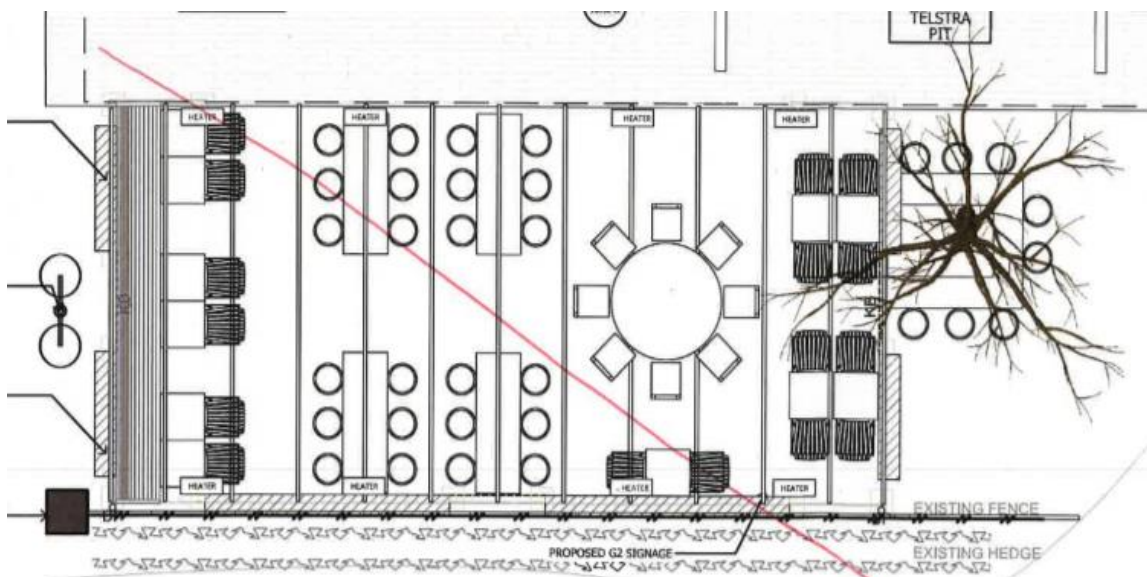 TELSTRA
PIT
HEATER
HEATER
HEATER
HEATER
HEATER
HEATER
HEATER
HEATER
EXISTING FENCE
PROPOSED G2 SIGNAGE
EXISTING HEDGE